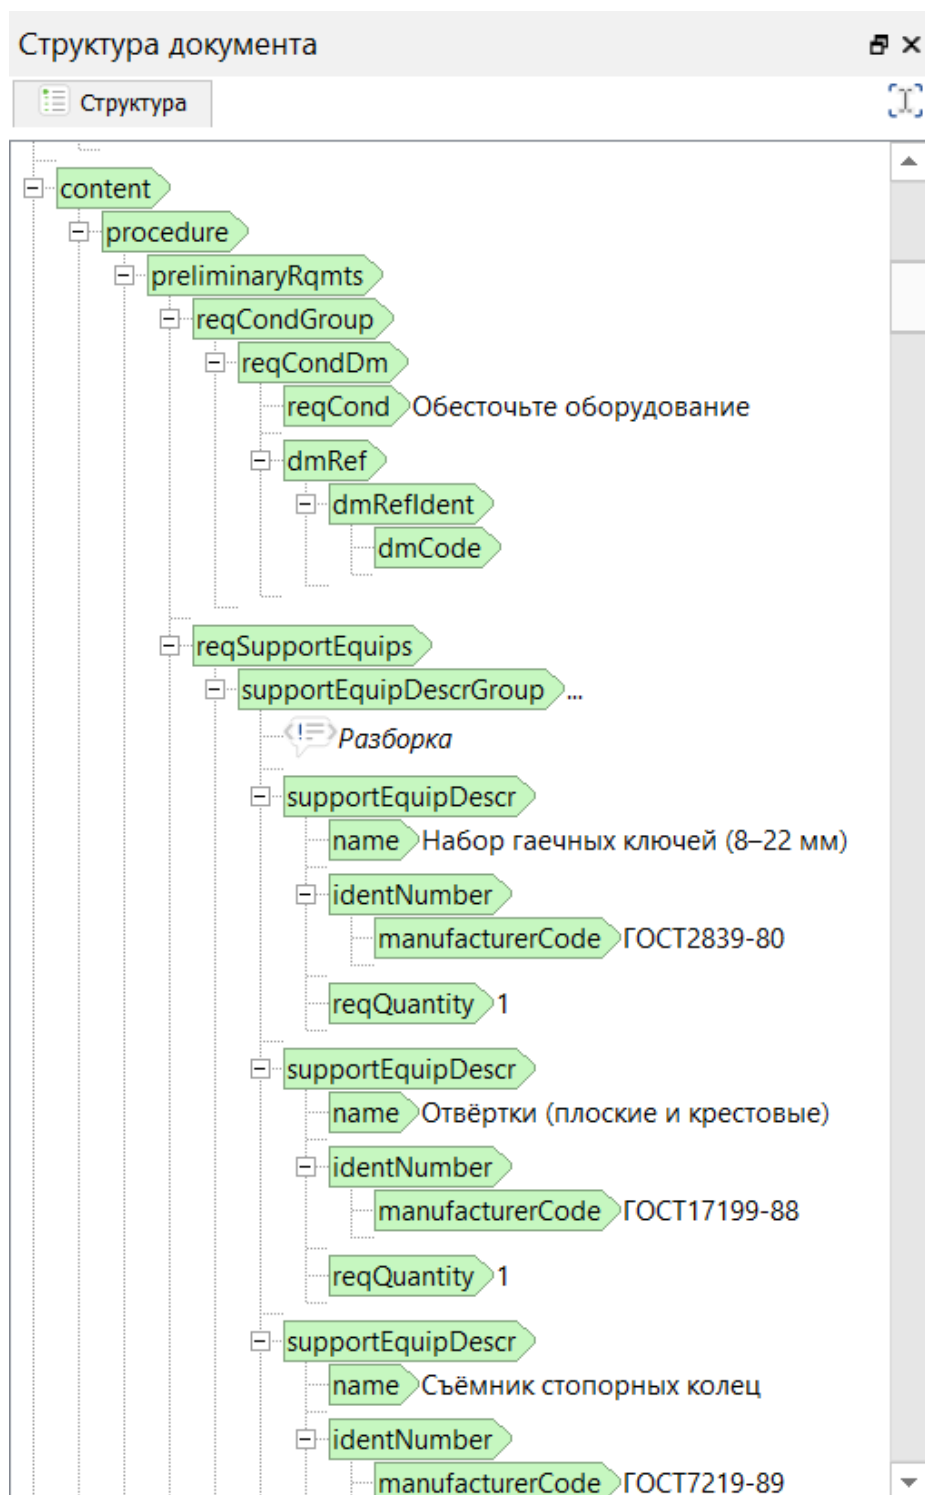 Структура документа
Структура
content
procedure
preliminaryRqmts
reqCondGroup
reqCondDm
reqCond Обесточьте оборудование
dmRef
dmRefIdent
dmCode
reqSupportEquips
supportEquipDescrGroup ...
Разборка
supportEquipDescr
name Набор гаечных ключей (8–22 мм)
identNumber
manufacturerCode ГОСТ2839-80
reqQuantity 1
supportEquipDescr
name Отвёртки (плоские и крестовые)
identNumber
manufacturerCode ГОСТ17199-88
reqQuantity 1
supportEquipDescr
name Съёмник стопорных колец
identNumber
manufacturerCode ГОСТ7219-89